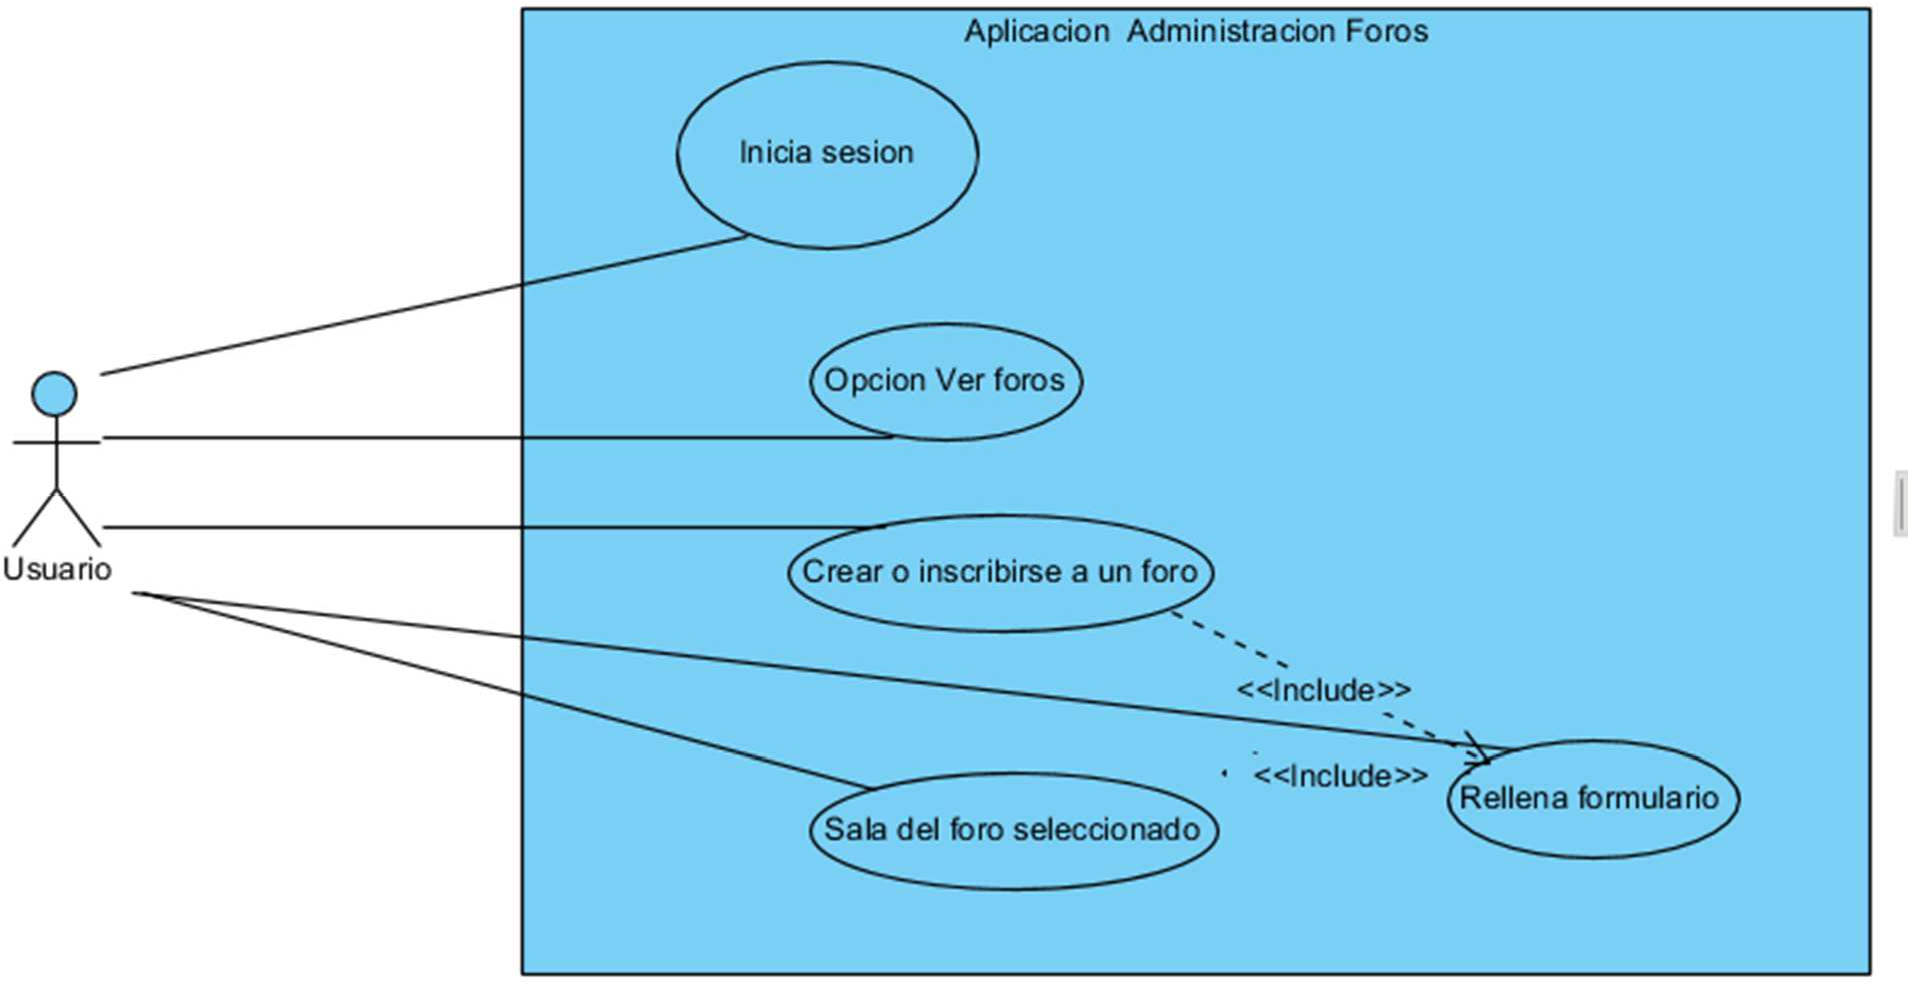 Aplicacion Administracion Foros
Inicia sesion
Opcion Ver foros
Crear o inscribirse a un foro
Usuario
<<Include>>
<<Include>>
Rellena formulario
Sala del foro seleccionado